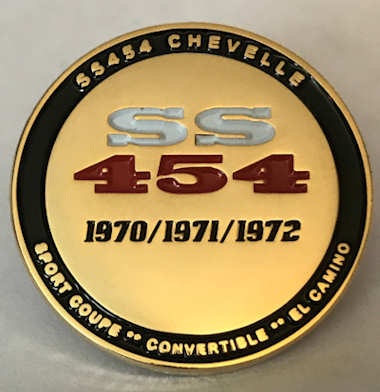 SS454 CHEVELLE
SS
454
1970/1971/1972
SPORT COUPE •• CONVERTIBLE •• EL CAMINO